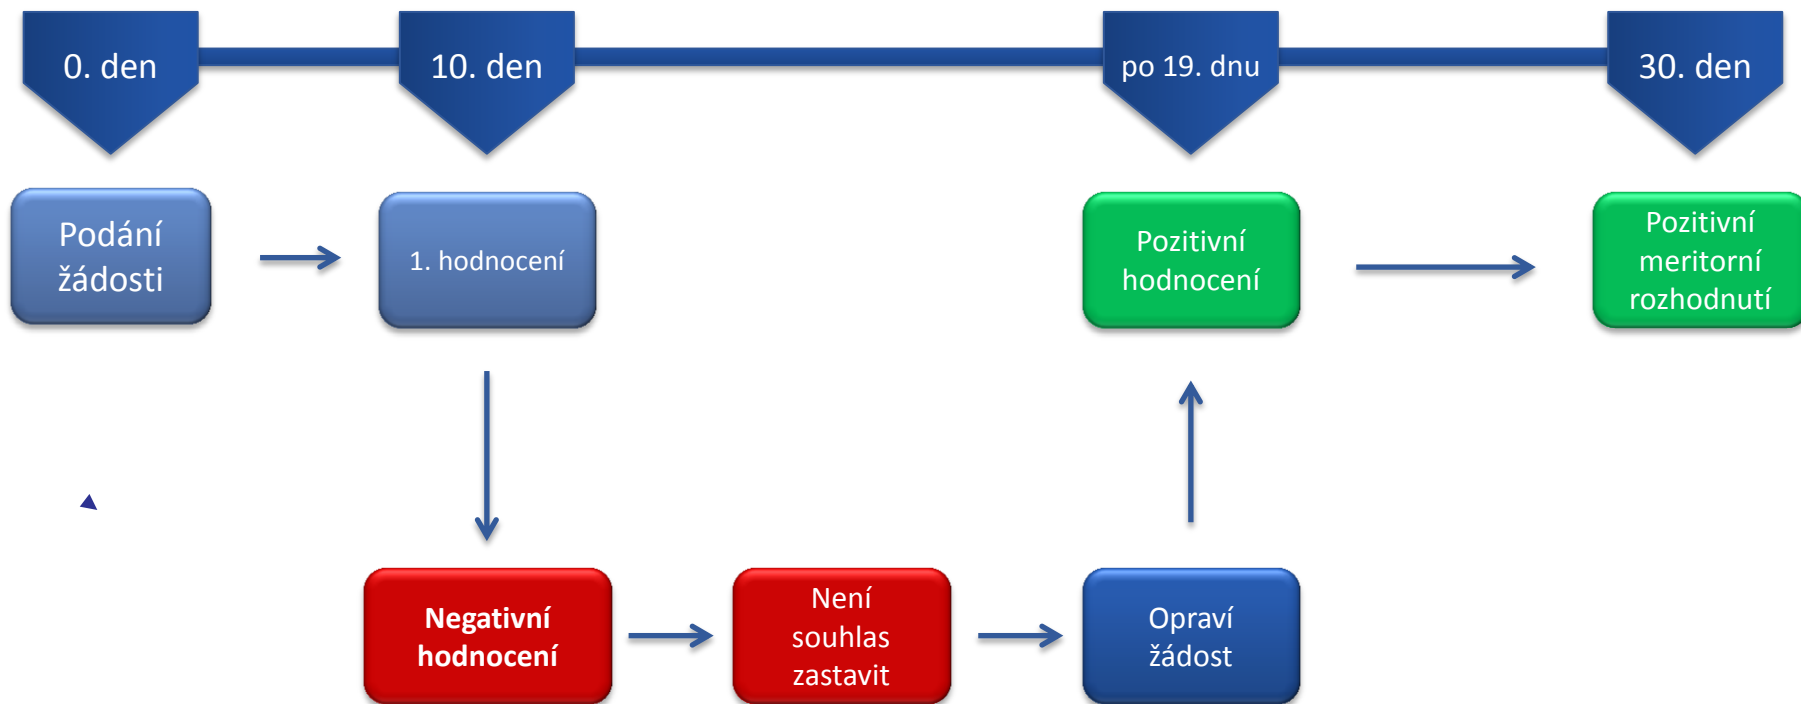 0. den
10. den
po 19. dnu
30. den
Podání
žádosti
1. hodnocení
Pozitivní
hodnocení
Pozitivní
meritorní
rozhodnutí
Negativní
hodnocení
Není
souhlas
zastavit
Opraví
žádost